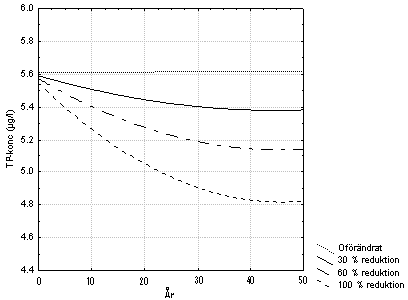 6.0
5.8
5.6
5.4
5.2
5.0
4.8
4.6
4.4
TP-konc (µg/l)
0 10 20 30 40 50
År
Oförändrat
30 % reduktion
60 % reduktion
100 % reduktion